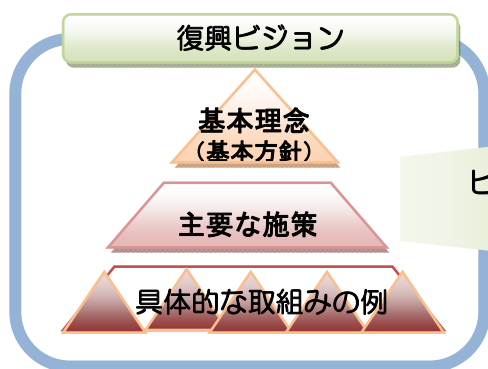 復興ビジョン
基本理念
（基本方針）
主要な施策
具体的な取組みの例